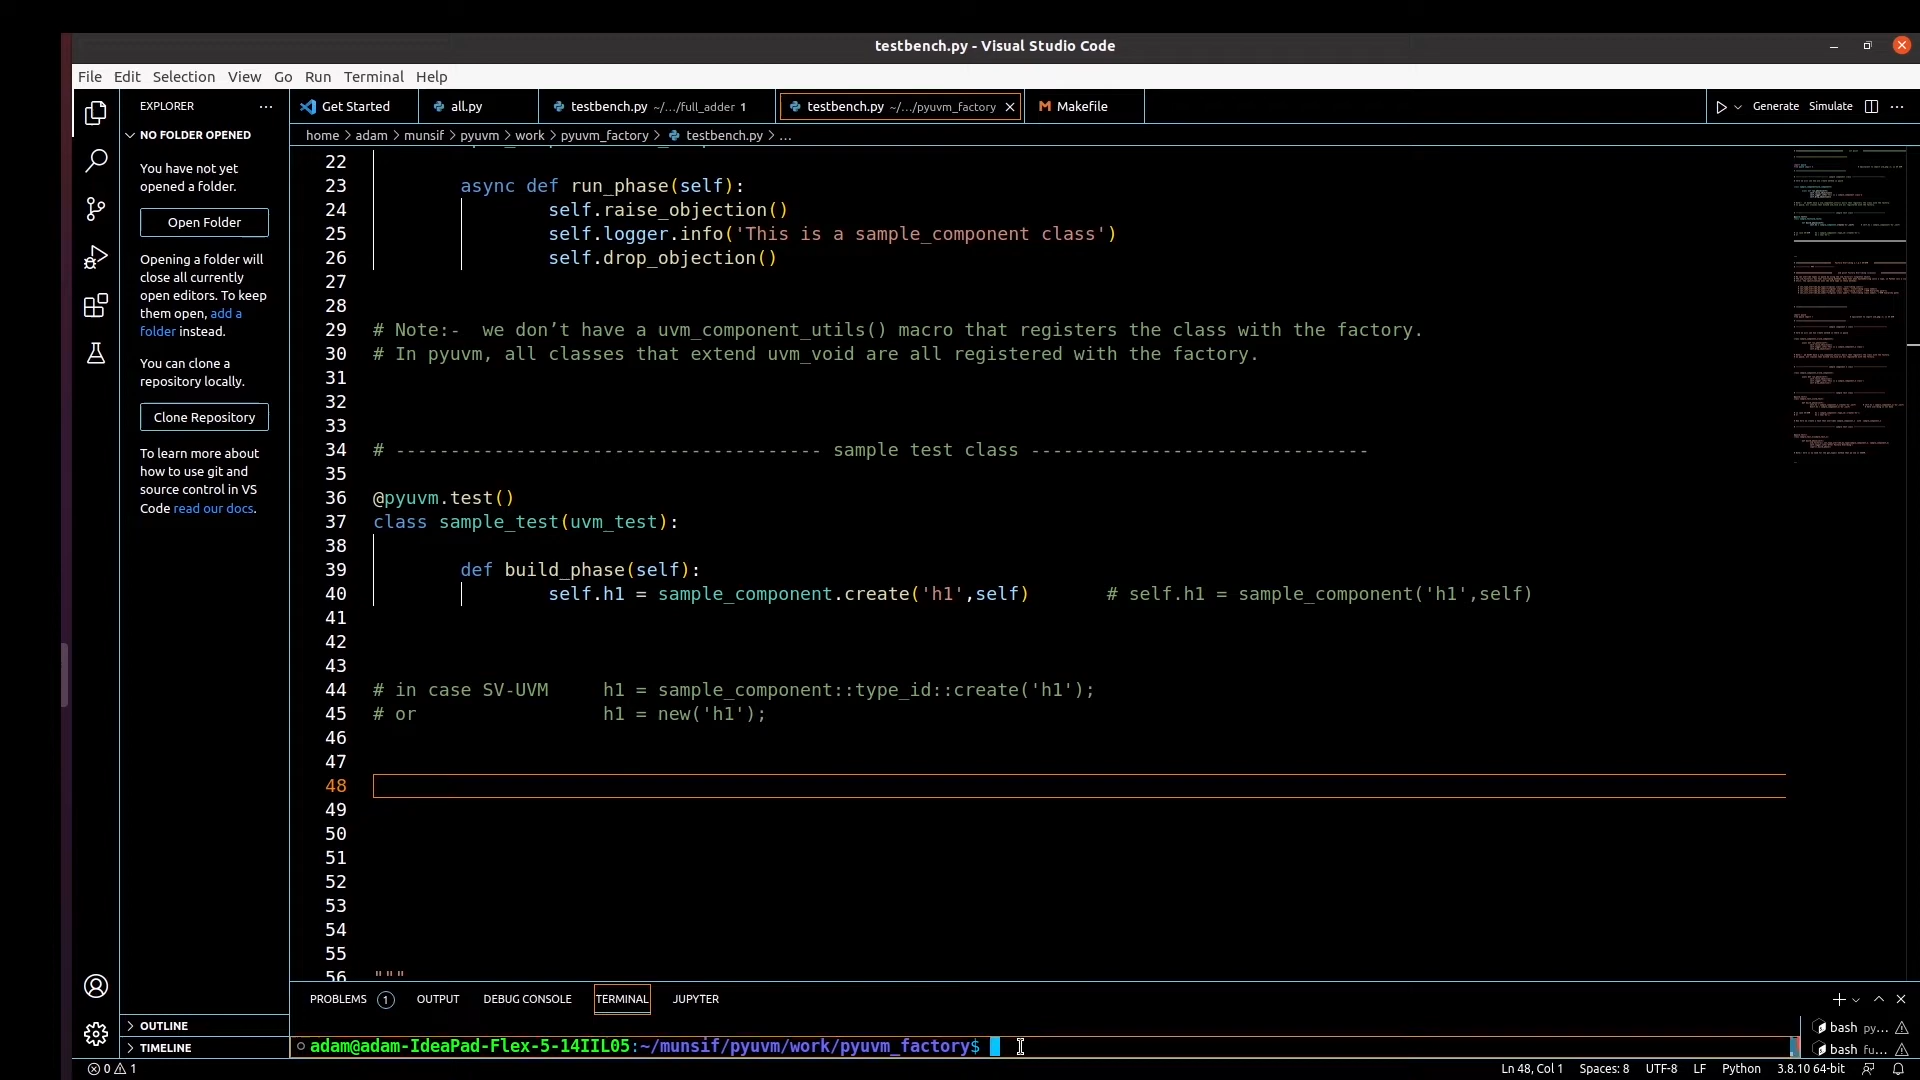 testbench.py - Visual Studio Code
File Edit Selection View Go Run Terminal Help
EXPLORER ···
Get Started all.py testbench.py ~/.../full_adder 1 testbench.py ~/.../pyuvm_factory Makefile Generate Simulate ···
NO FOLDER OPENED
home > adam > munsif > pyuvm > work > pyuvm_factory > testbench.py > ...
You have not yet
opened a folder.
Open Folder
Opening a folder will
close all currently
open editors. To keep
them open, add a
folder instead.
You can clone a
repository locally.
Clone Repository
To learn more about
how to use git and
source control in VS
Code read our docs.
OUTLINE
TIMELINE
22
23 async def run_phase(self):
24 self.raise_objection()
25 self.logger.info('This is a sample_component class')
26 self.drop_objection()
27
28
29 # Note:- we don’t have a uvm_component_utils() macro that registers the class with the factory.
30 # In pyuvm, all classes that extend uvm_void are all registered with the factory.
31
32
33
34 # --------------------------------------- sample test class -------------------------------
35
36 @pyuvm.test()
37 class sample_test(uvm_test):
38
39 def build_phase(self):
40 self.h1 = sample_component.create('h1',self) # self.h1 = sample_component('h1',self)
41
42
43
44 # in case SV-UVM h1 = sample_component::type_id::create('h1');
45 # or h1 = new('h1');
46
47
48
49
50
51
52
53
54
55
56 """
PROBLEMS 1 OUTPUT DEBUG CONSOLE TERMINAL JUPYTER
adam@adam-IdeaPad-Flex-5-14IIL05:~/munsif/pyuvm/work/pyuvm_factory$
bash py...
bash fu...
0 1 Ln 48, Col 1 Spaces: 8 UTF-8 LF Python 3.8.10 64-bit